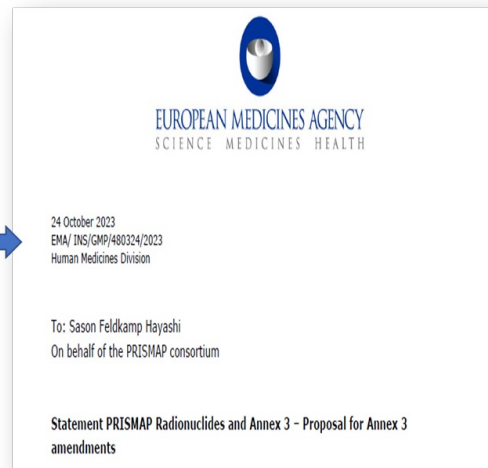 EUROPEAN MEDICINES AGENCY
SCIENCE MEDICINES HEALTH
24 October 2023
EMA/ INS/GMP/480324/2023
Human Medicines Division
To: Sason Feldkamp Hayashi
On behalf of the PRISMAP consortium
Statement PRISMAP Radionuclides and Annex 3 – Proposal for Annex 3
amendments